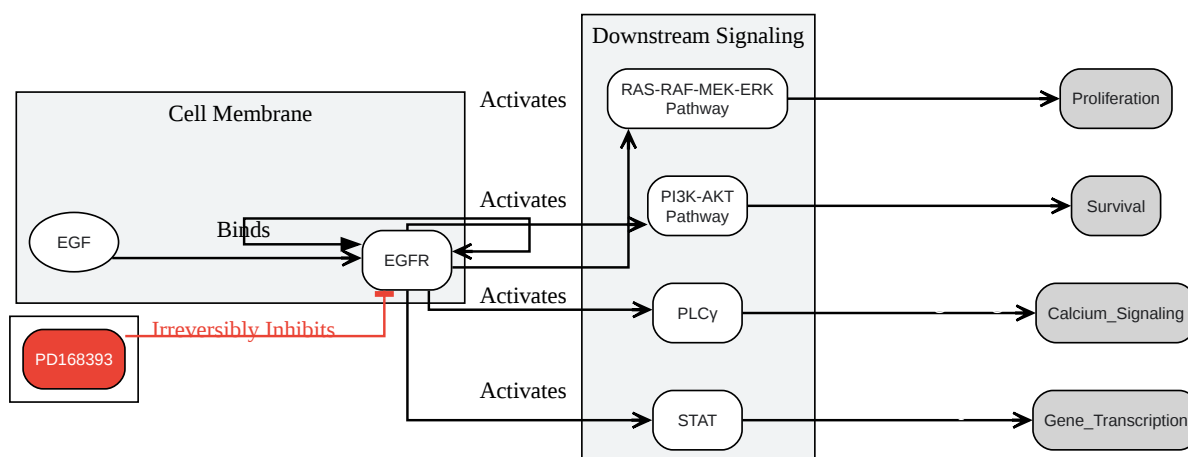 Downstream Signaling
Activates
RAS-RAF-MEK-ERK
Pathway
Proliferation
Cell Membrane
Activates
PI3K-AKT
Pathway
Survival
EGF
Binds
EGFR
Activates
PLCγ
Calcium_Signaling
Irreversibly Inhibits
PD168393
Activates
STAT
Gene_Transcription